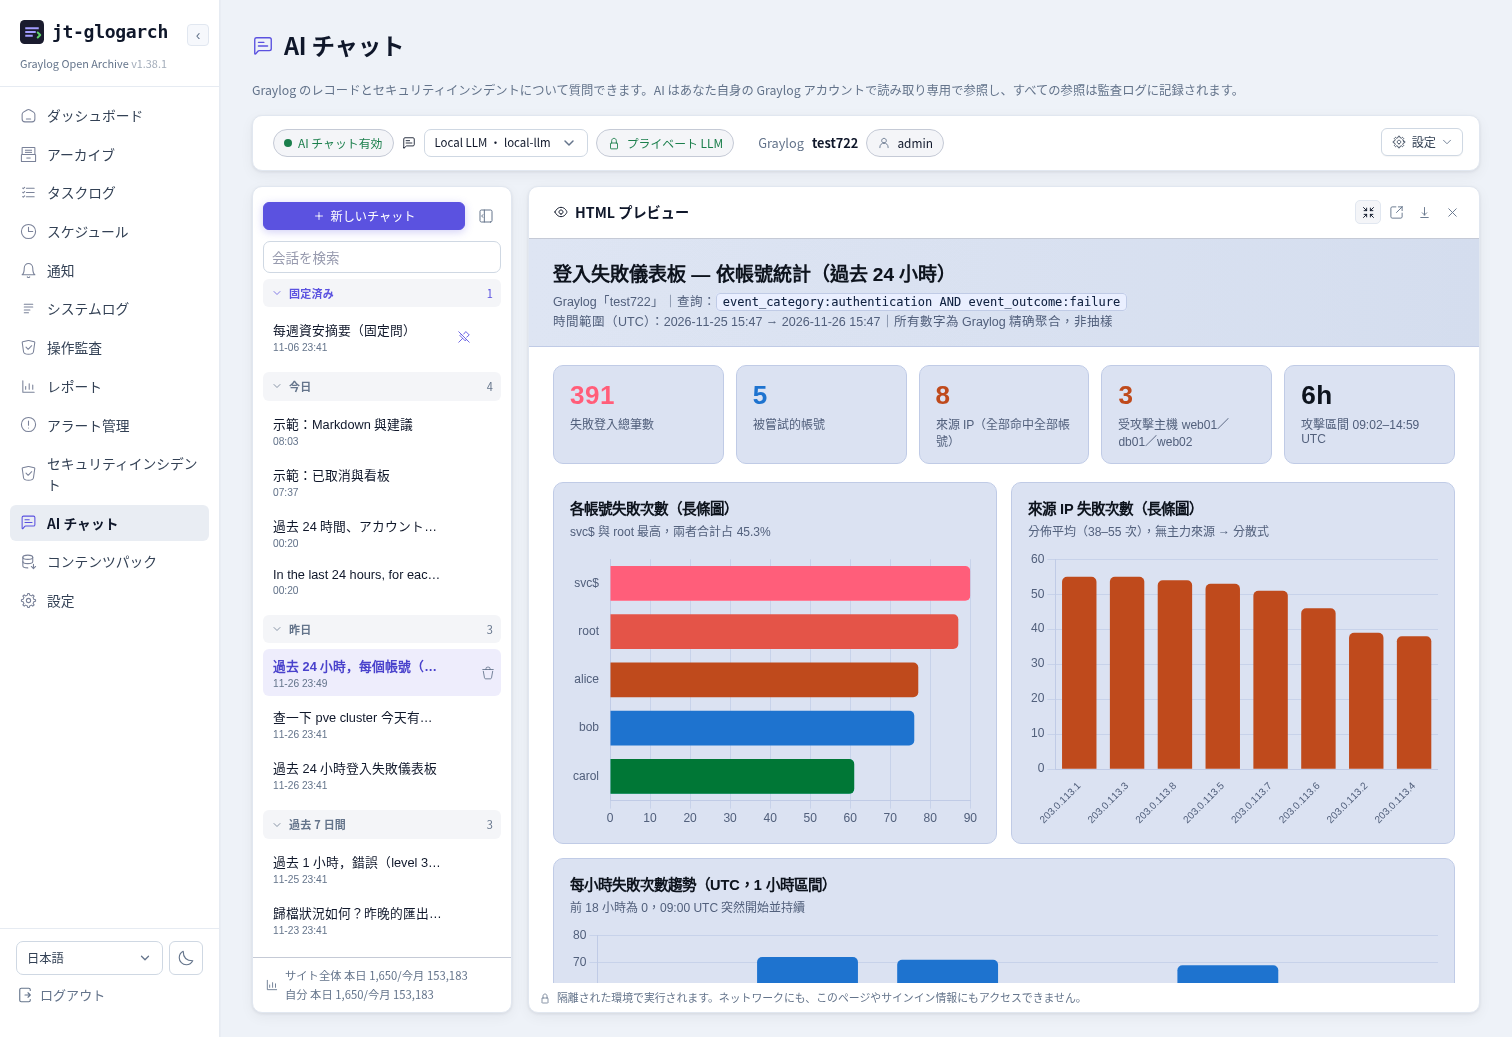 jt-glogarch
Graylog Open Archive v1.38.1
ダッシュボード
アーカイブ
タスクログ
スケジュール
通知
システムログ
操作監査
レポート
アラート管理
セキュリティインシデン
ト
AI チャット
コンテンツパック
設定
日本語
ログアウト
AI チャット
Graylog のレコードとセキュリティインシデントについて質問できます。AI はあなた自身の Graylog アカウントで読み取り専用で参照し、すべての参照は監査ログに記録されます。
AI チャット有効
Local LLM・local-llm
プライベート LLM
Graylog test722
admin
設定
+ 新しいチャット
会話を検索
固定済み 1
每週資安摘要（固定問）
11-06 23:41
今日 4
示範：Markdown 與建議
08:03
示範：已取消與看板
07:37
過去 24 時間、アカウント…
00:20
In the last 24 hours, for eac…
00:20
昨日 3
過去 24 小時，每個帳號（…
11-26 23:49
查一下 pve cluster 今天有…
11-26 23:41
過去 24 小時登入失敗儀表板
11-26 23:41
過去 7 日間 3
過去 1 小時，錯誤（level 3…
11-25 23:41
歸檔狀況如何？昨晚的匯出…
11-23 23:41
サイト全体 本日 1,650/今月 153,183
自分 本日 1,650/今月 153,183
HTML プレビュー
登入失敗儀表板 — 依帳號統計（過去 24 小時）
Graylog「test722」｜查詢：event_category:authentication AND event_outcome:failure
時間範圍（UTC）：2026-11-25 15:47 → 2026-11-26 15:47｜所有數字為 Graylog 精確聚合，非抽樣
391
失敗登入總筆數
5
被嘗試的帳號
8
來源 IP（全部命中全部帳
號）
3
受攻擊主機 web01／
db01／web02
6h
攻擊區間 09:02–14:59
UTC
各帳號失敗次數（長條圖）
svc$ 與 root 最高，兩者合計占 45.3%
svc$
root
alice
bob
carol
0 10 20 30 40 50 60 70 80 90
來源 IP 失敗次數（長條圖）
分佈平均（38–55 次），無主力來源 → 分散式
60
50
40
30
20
10
0
203.0.113.1 203.0.113.3 203.0.113.8 203.0.113.5 203.0.113.7 203.0.113.6 203.0.113.2 203.0.113.4
每小時失敗次數趨勢（UTC，1 小時區間）
前 18 小時為 0，09:00 UTC 突然開始並持續
80
70
隔離された環境で実行されます。ネットワークにも、このページやサインイン情報にもアクセスできません。